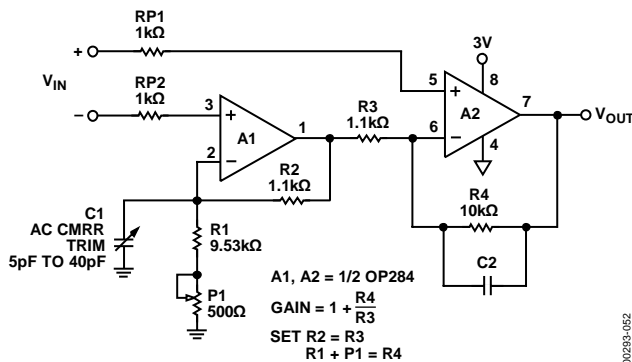 RP1
1kΩ
3V
+
VIN
RP2
1kΩ
−
5
+
8
7
A2
VOUT
3
+
A1
1
R3
1.1kΩ
6
−
4
2
−
R2
1.1kΩ
R4
10kΩ
C1
AC CMRR
TRIM
5pF TO 40pF
R1
9.53kΩ
C2
P1
500Ω
A1, A2 = 1/2 OP284
GAIN = 1 + R4/R3
SET R2 = R3
R1 + P1 = R4
00293-052